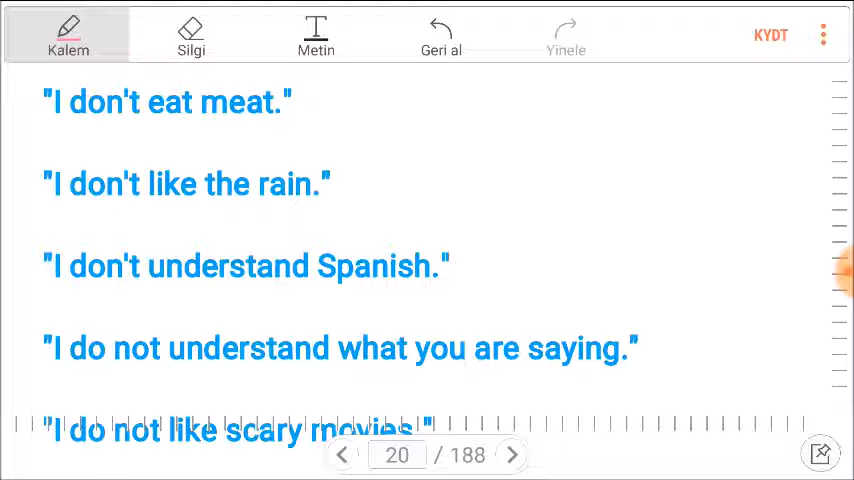 Kalem Silgi Metin Geri al Yinele KYDT
"I don't eat meat."
"I don't like the rain."
"I don't understand Spanish."
"I do not understand what you are saying."
"I do not like scary movies."
20 / 188